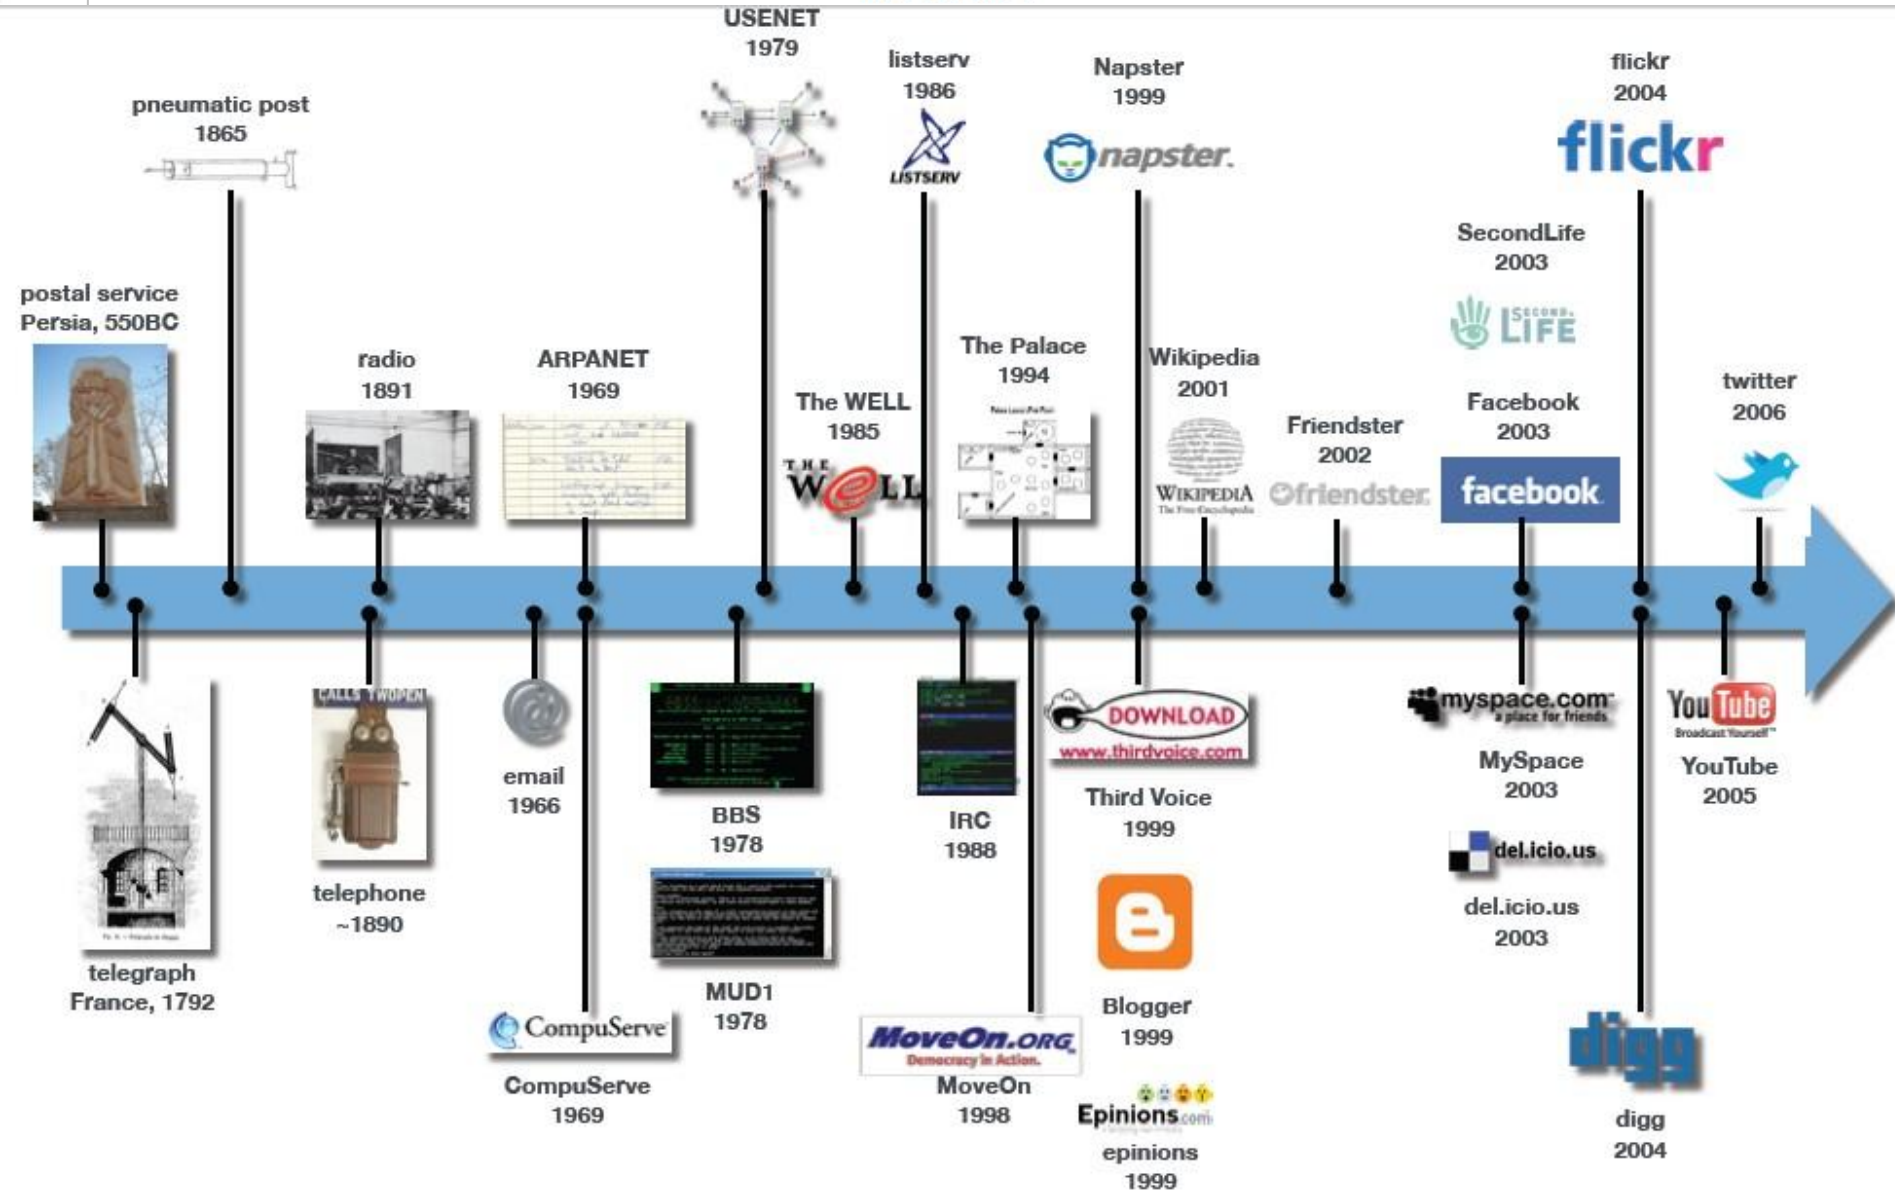 USENET
1979
listserv
1986
LISTSERV
Napster
1999
napster.
flickr
2004
flickr
pneumatic post
1865
SecondLife
2003
SECOND
LIFE
postal service
Persia, 550BC
radio
1891
ARPANET
1969
The WELL
1985
THE
WELL
The Palace
1994
Wikipedia
2001
WIKIPEDIA
The Free Encyclopedia
Friendster
2002
friendster.
Facebook
2003
facebook.
twitter
2006
telegraph
France, 1792
CALLS TWOPEN
telephone
~1890
email
1966
CompuServe
CompuServe
1969
BBS
1978
MUD1
1978
IRC
1988
MoveOn.ORG
Democracy in Action.
MoveOn
1998
DOWNLOAD
www.thirdvoice.com
Third Voice
1999
Blogger
1999
Epinions.com
epinions
1999
myspace.com
a place for friends
MySpace
2003
del.icio.us
del.icio.us
2003
digg
digg
2004
YouTube
Broadcast Yourself™
YouTube
2005